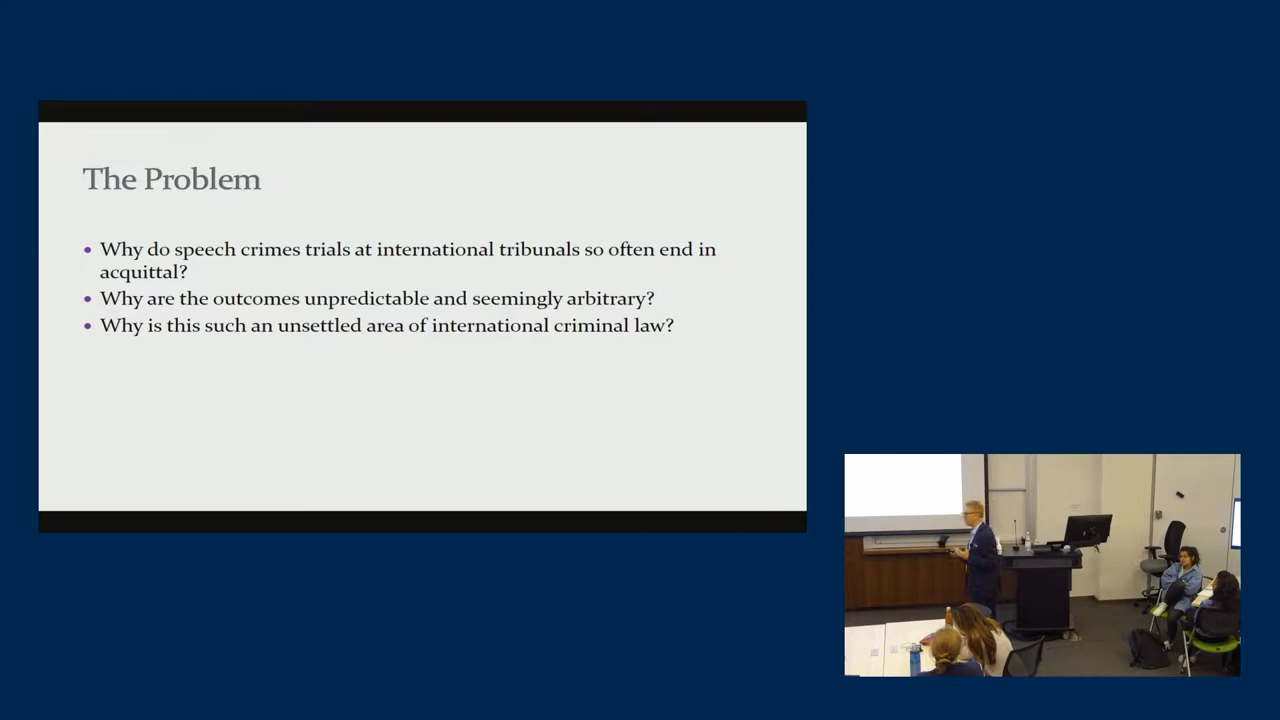 The Problem
• Why do speech crimes trials at international tribunals so often end in
acquittal?
• Why are the outcomes unpredictable and seemingly arbitrary?
• Why is this such an unsettled area of international criminal law?